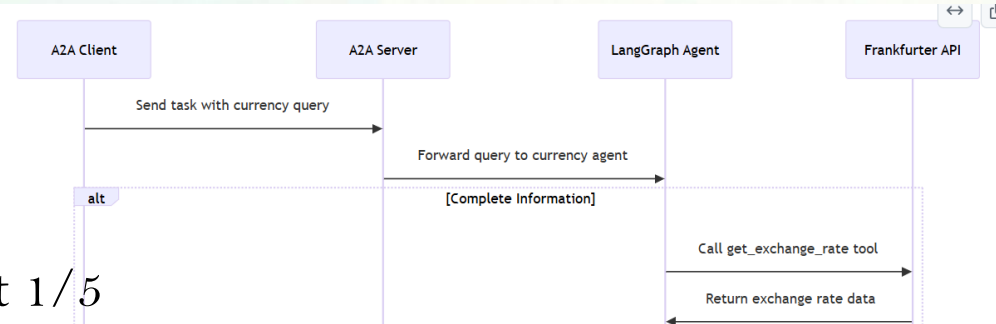 A2A Client A2A Server LangGraph Agent Frankfurter API
Send task with currency query
Forward query to currency agent
alt [Complete Information]
Call get_exchange_rate tool
t 1/5
Return exchange rate data